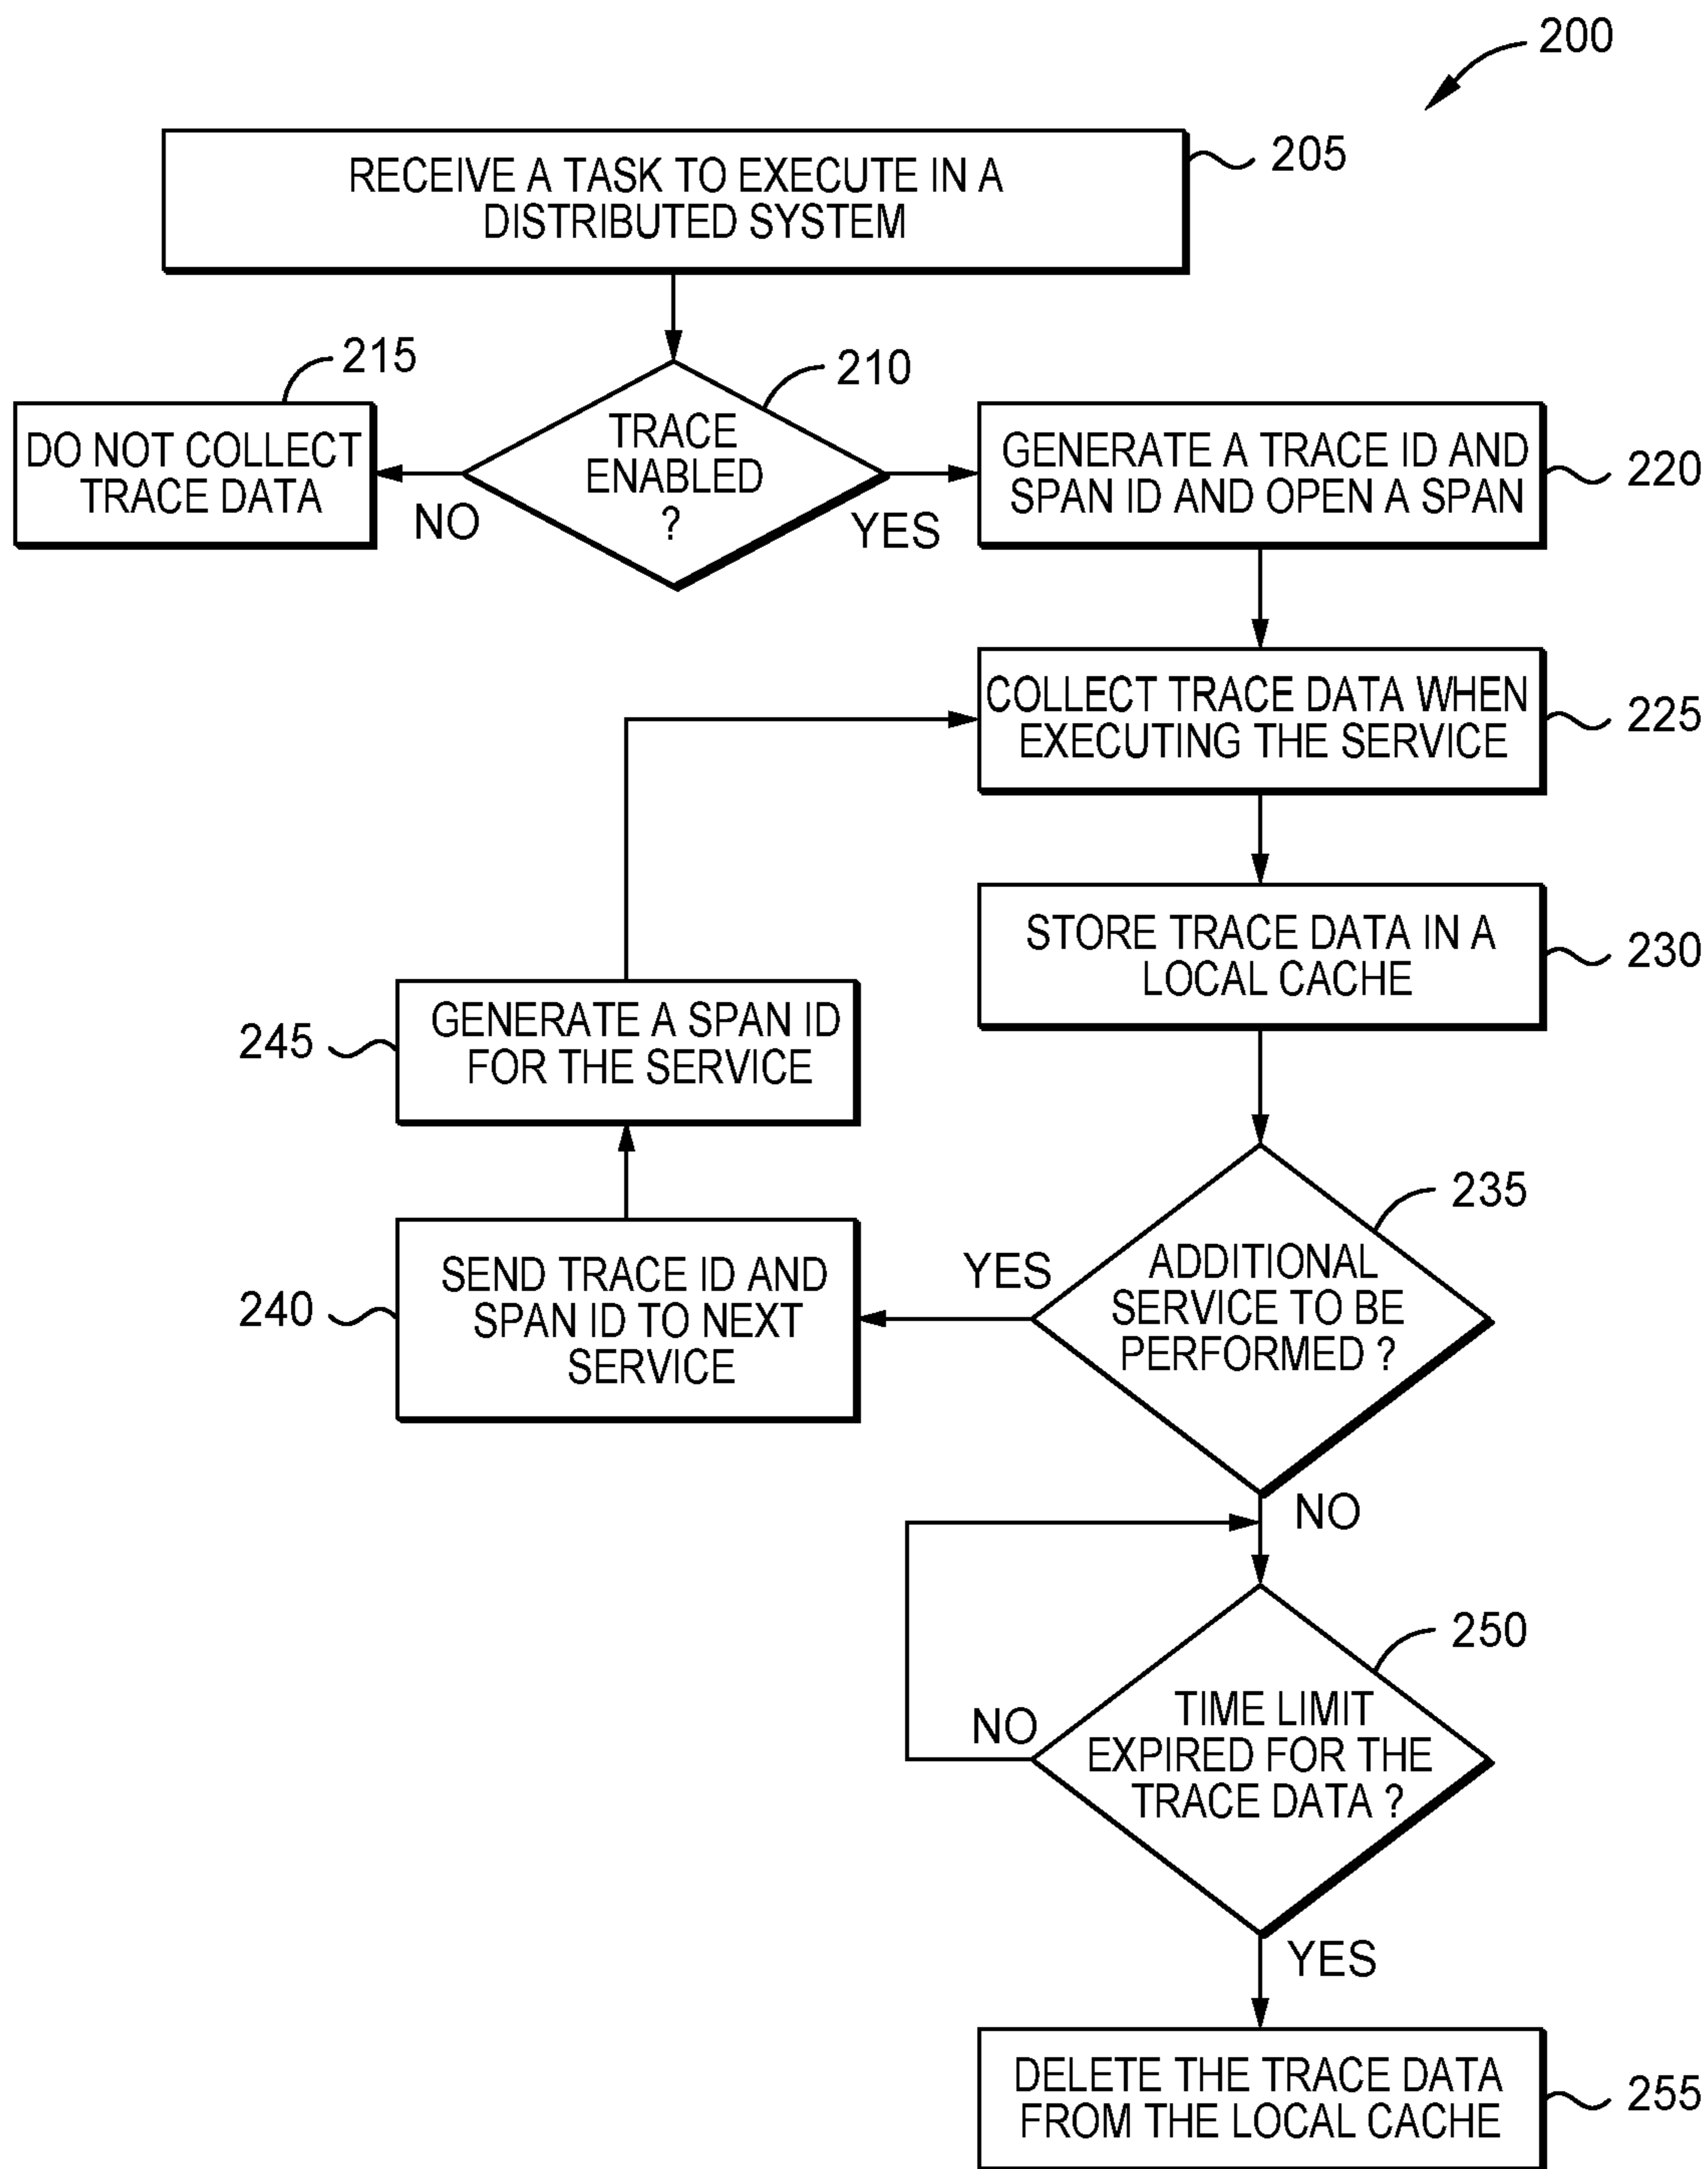 200
RECEIVE A TASK TO EXECUTE IN A
DISTRIBUTED SYSTEM
205
215
210
DO NOT COLLECT
TRACE DATA
NO
TRACE
ENABLED
?
YES
GENERATE A TRACE ID AND
SPAN ID AND OPEN A SPAN
220
COLLECT TRACE DATA WHEN
EXECUTING THE SERVICE
225
STORE TRACE DATA IN A
LOCAL CACHE
230
245
GENERATE A SPAN ID
FOR THE SERVICE
235
240
SEND TRACE ID AND
SPAN ID TO NEXT
SERVICE
YES
ADDITIONAL
SERVICE TO BE
PERFORMED ?
NO
250
NO
TIME LIMIT
EXPIRED FOR THE
TRACE DATA ?
YES
DELETE THE TRACE DATA
FROM THE LOCAL CACHE
255